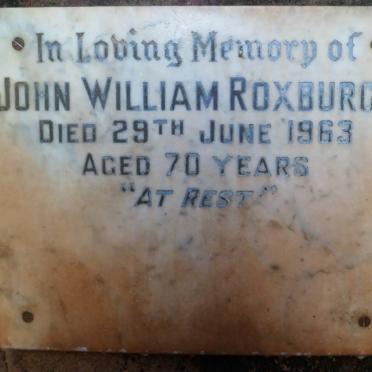 In Loving Memory of
JOHN WILLIAM ROXBURG
DIED 29TH JUNE 1963
AGED 70 YEARS
"AT REST"